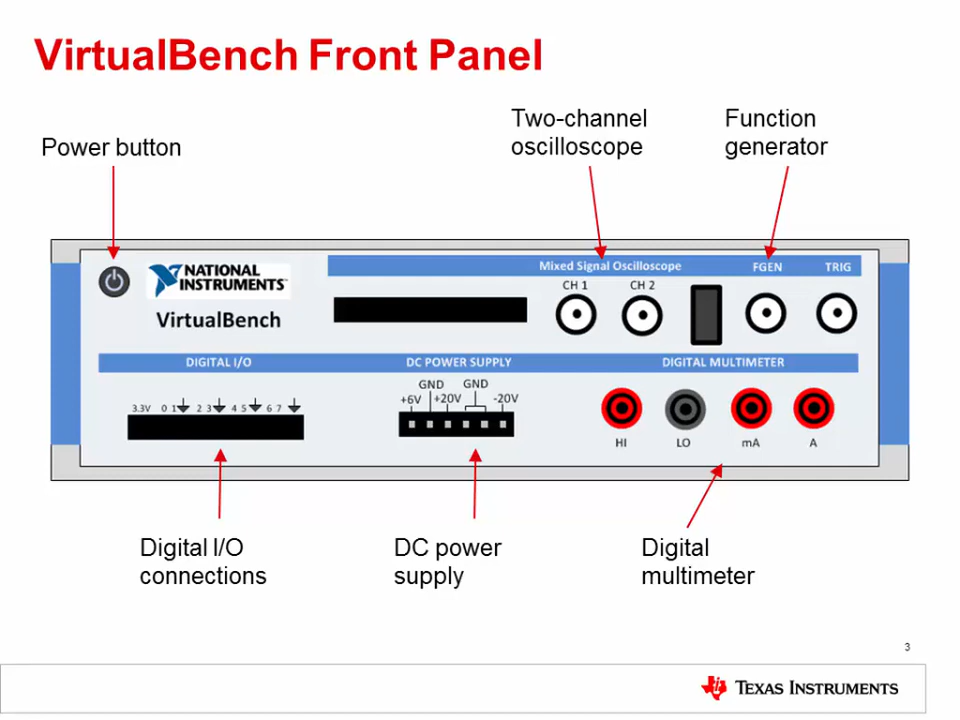 VirtualBench Front Panel
Power button
Two-channel
oscilloscope
Function
generator
NATIONAL
INSTRUMENTS
VirtualBench
Mixed Signal Oscilloscope
FGEN
TRIG
CH 1
CH 2
DIGITAL I/O
DC POWER SUPPLY
DIGITAL MULTIMETER
3.3V 0 1 2 3 4 5 6 7
GND GND
+6V +20V -20V
HI
LO
mA
A
Digital I/O
connections
DC power
supply
Digital
multimeter
3
TEXAS INSTRUMENTS